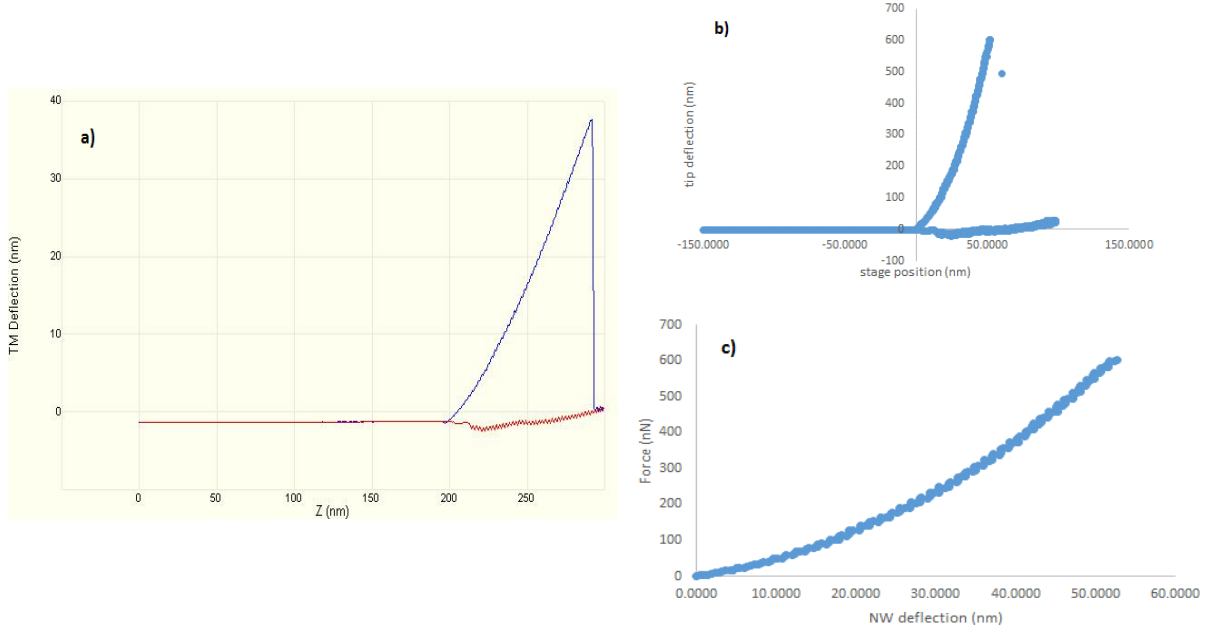 a)
TM Deflection (nm)
40
30
20
10
0
0 50 100 150 200 250
Z (nm)
b)
tip deflection (nm)
700
600
500
400
300
200
100
0
-100
-150.0000 -50.0000 50.0000 150.0000
stage position (nm)
c)
Force (nN)
700
600
500
400
300
200
100
0
0.0000 10.0000 20.0000 30.0000 40.0000 50.0000 60.0000
NW deflection (nm)